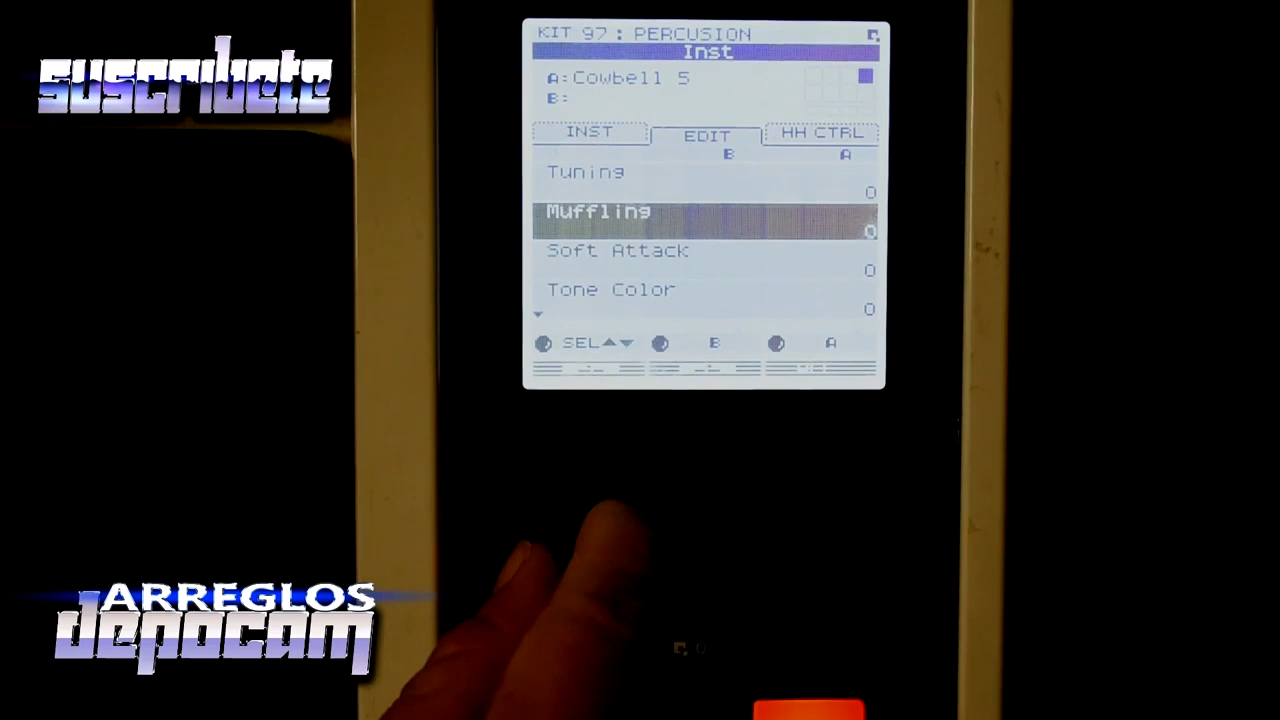 suscribete
KIT 97 : PERCUSION
Inst
A:Cowbell 5
B:
INST EDIT HH CTRL
B A
Tuning
0
Muffling
0
Soft Attack
0
Tone Color
0
SEL▲▼ B A
ARREGLOS
depocam